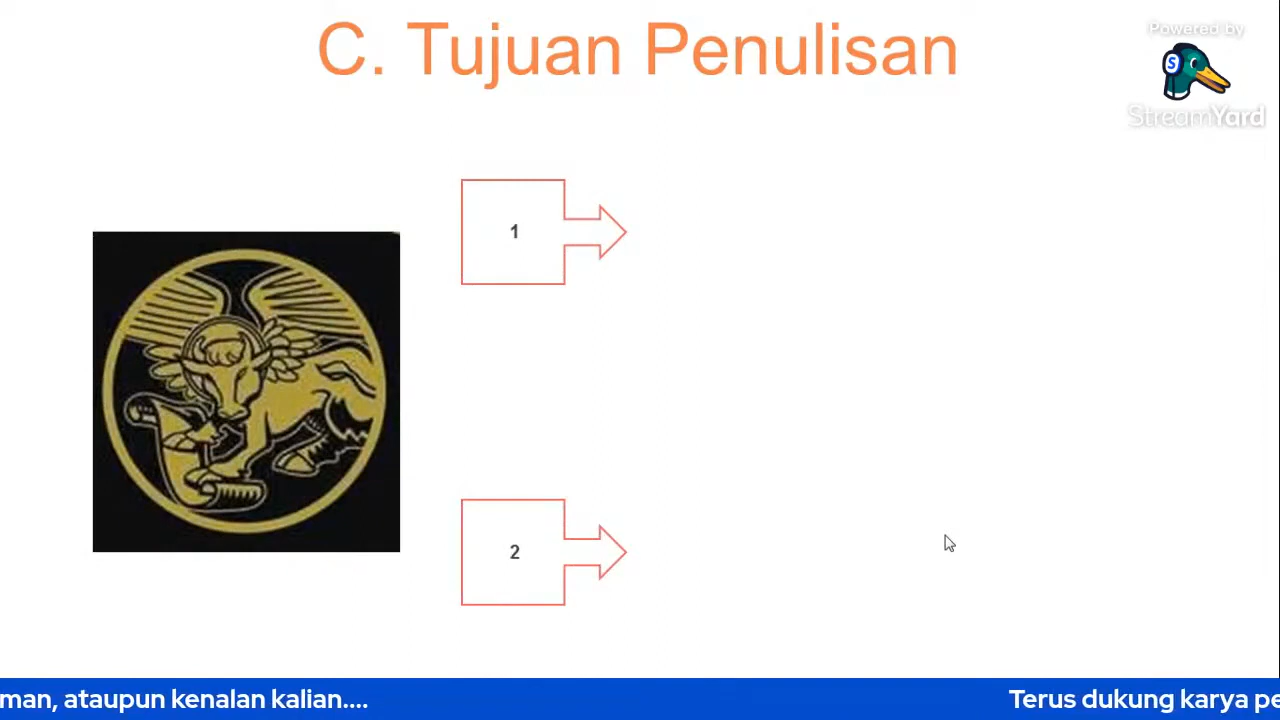 C. Tujuan Penulisan
Powered by
S
StreamYard
1
2
man, ataupun kenalan kalian....
Terus dukung karya pe